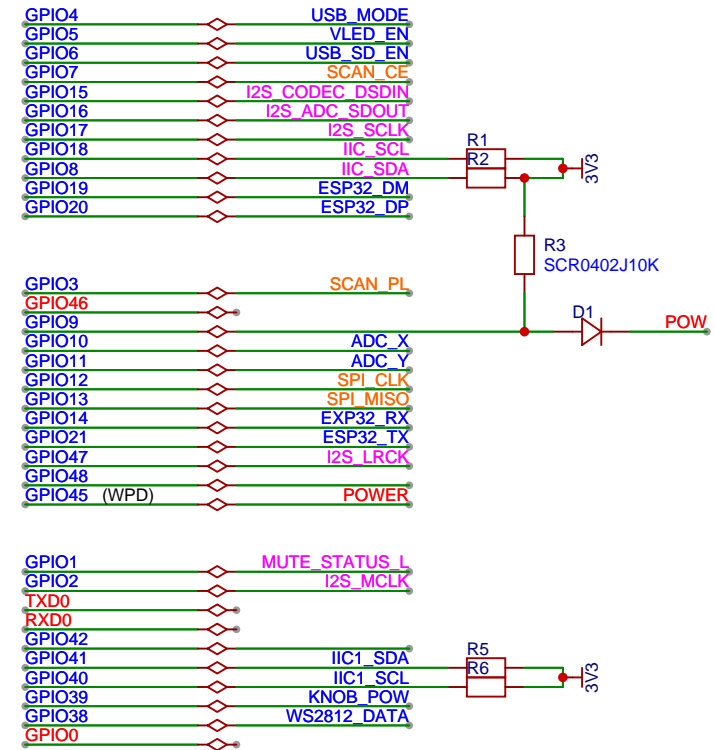 GPIO4 USB_MODE
GPIO5 VLED_EN
GPIO6 USB_SD_EN
GPIO7 SCAN_CE
GPIO15 I2S_CODEC_DSDIN
GPIO16 I2S_ADC_SDOUT
GPIO17 I2S_SCLK
GPIO18 IIC_SCL R1
GPIO8 IIC_SDA R2 3V3
GPIO19 ESP32_DM
GPIO20 ESP32_DP
R3
SCR0402J10K
GPIO3 SCAN_PL
GPIO46
GPIO9 D1 POW
GPIO10 ADC_X
GPIO11 ADC_Y
GPIO12 SPI_CLK
GPIO13 SPI_MISO
GPIO14 EXP32_RX
GPIO21 ESP32_TX
GPIO47 I2S_LRCK
GPIO48
GPIO45 (WPD) POWER
GPIO1 MUTE_STATUS_L
GPIO2 I2S_MCLK
TXD0
RXD0
GPIO42
GPIO41 IIC1_SDA R5
GPIO40 IIC1_SCL R6 3V3
GPIO39 KNOB_POW
GPIO38 WS2812_DATA
GPIO0